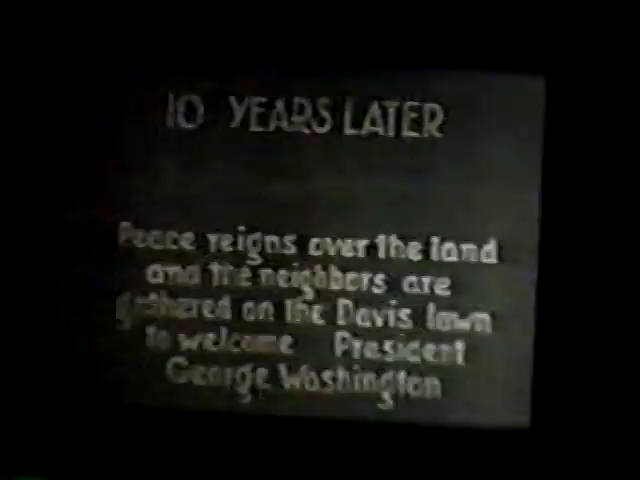 10 YEARS LATER
Peace reigns over the land
and the neighbors are
gathered on the Davis lawn
to welcome President
George Washington